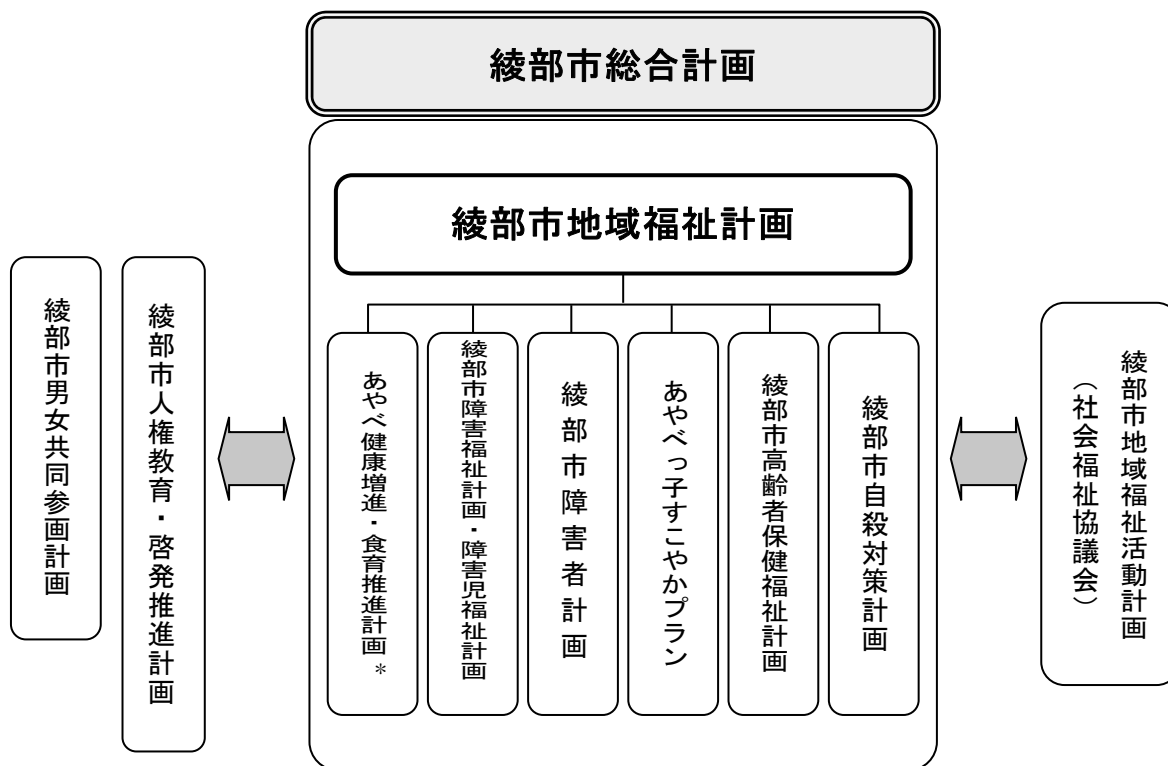 綾部市総合計画
綾部市地域福祉計画
綾部市男女共同参画計画
綾部市人権教育・啓発推進計画
あやべ健康増進・食育推進計画*
綾部市障害福祉計画・障害児福祉計画
綾部市障害者計画
あやべっ子すこやかプラン
綾部市高齢者保健福祉計画
綾部市自殺対策計画
綾部市地域福祉活動計画
（社会福祉協議会）